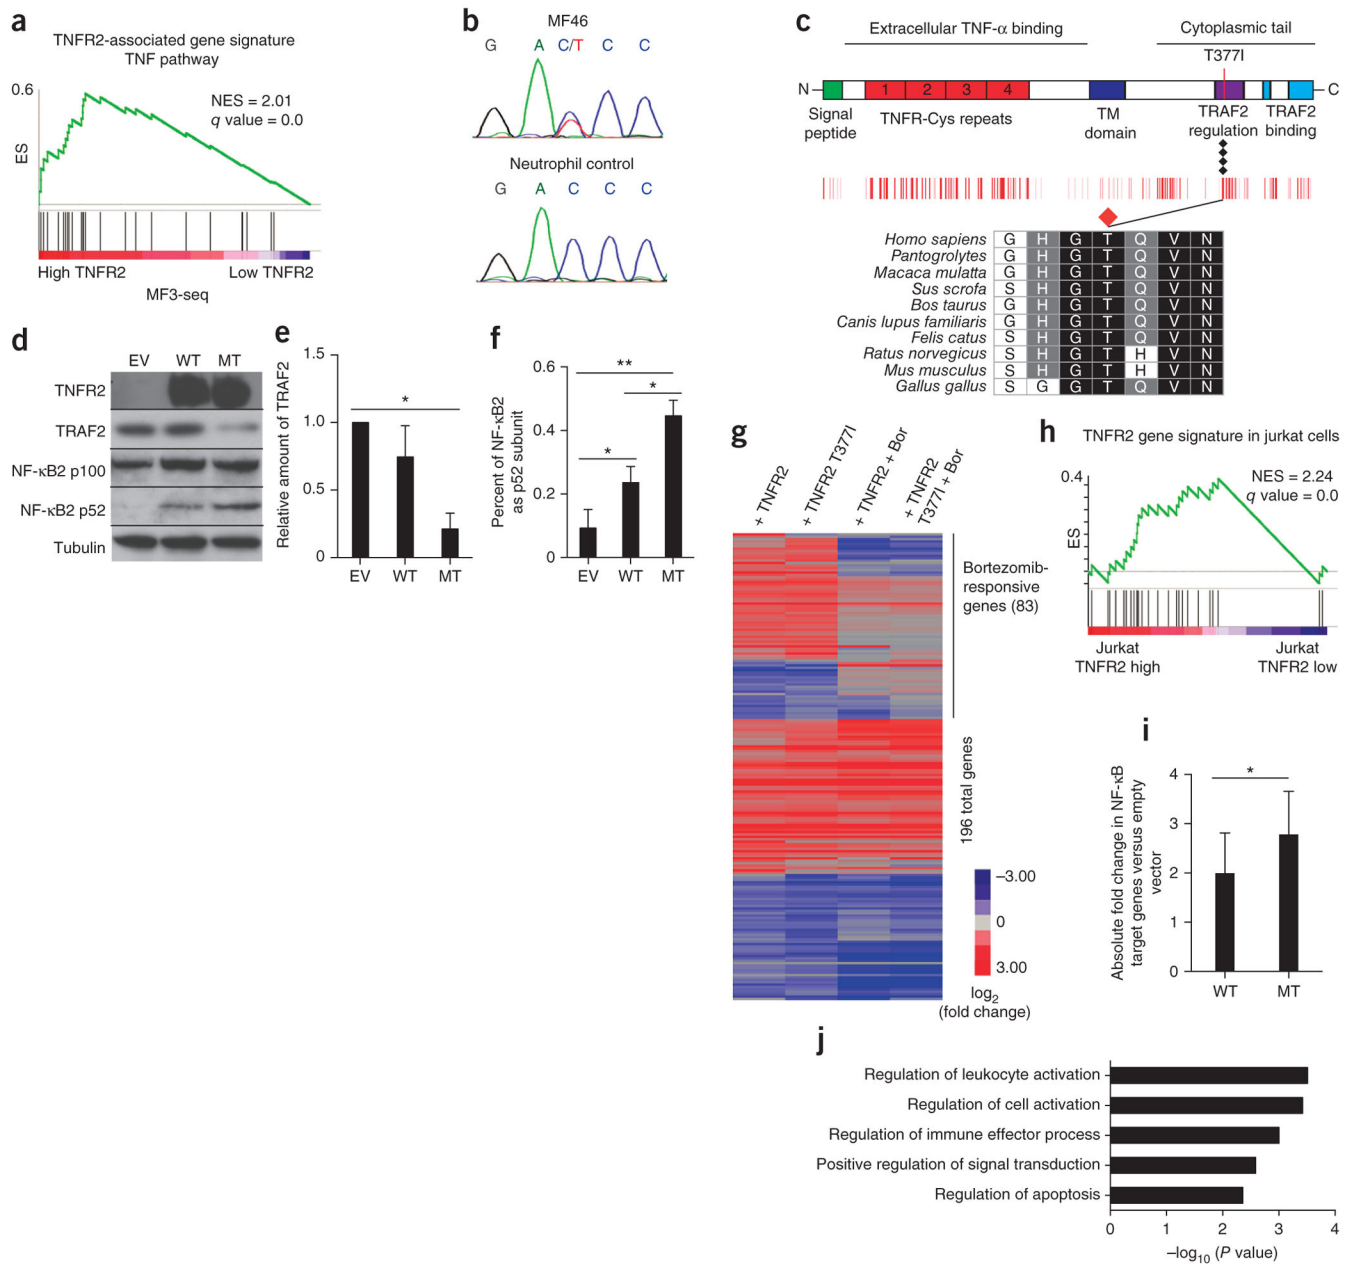 a
TNFR2-associated gene signature
TNF pathway
0.6
NES = 2.01
q value = 0.0
ES
0
High TNFR2
Low TNFR2
MF3-seq
b
MF46
G A C/T C C
Neutrophil control
G A C C C
c
Extracellular TNF-α binding
Cytoplasmic tail
T377I
N
1 2 3 4
C
Signal
peptide
TNFR-Cys repeats
TM
domain
TRAF2
regulation
TRAF2
binding
Homo sapiens G H G T Q V N
Pantogrolytes G H G T Q V N
Macaca mulatta G H G T Q V N
Sus scrofa S H G T Q V N
Bos taurus G H G T Q V N
Canis lupus familiaris G H G T Q V N
Felis catus S H G T Q V N
Ratus norvegicus S H G T H V N
Mus musculus S H G T H V N
Gallus gallus S G G T Q V N
d
EV WT MT
TNFR2
TRAF2
NF-κB2 p100
NF-κB2 p52
Tubulin
e
Relative amount of TRAF2
1.5
1.0
0.5
0
*
EV WT MT
f
Percent of NF-κB2
as p52 subunit
0.6
0.4
0.2
0
**
*
*
EV WT MT
g
+ TNFR2
+ TNFR2 T377I
+ TNFR2 + Bor
+ TNFR2
T377I + Bor
Bortezomib-
responsive
genes (83)
196 total genes
–3.00
0
3.00
log2
(fold change)
h
TNFR2 gene signature in jurkat cells
0.4
NES = 2.24
q value = 0.0
ES
0
Jurkat
TNFR2 high
Jurkat
TNFR2 low
i
Absolute fold change in NF-κB
target genes versus empty
vector
4
3
2
1
0
*
WT MT
j
Regulation of leukocyte activation
Regulation of cell activation
Regulation of immune effector process
Positive regulation of signal transduction
Regulation of apoptosis
0 1 2 3 4
–log10 (P value)